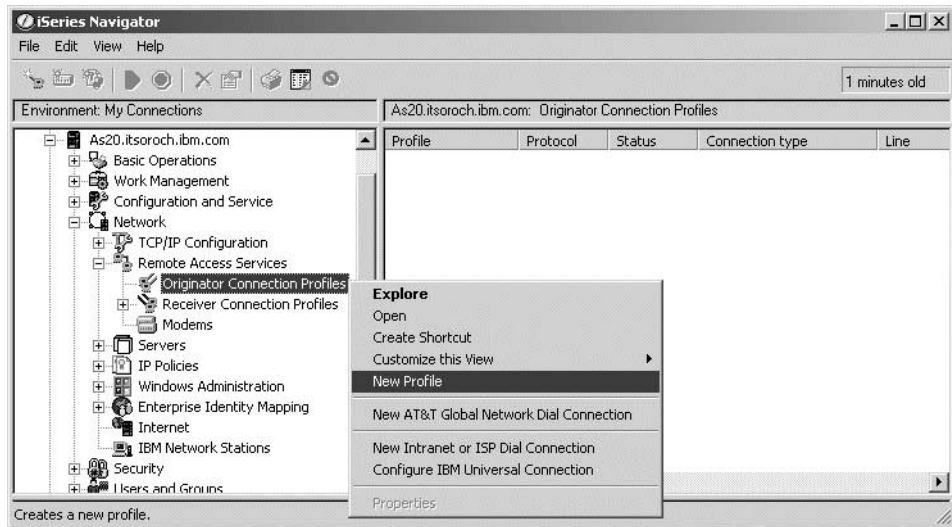 iSeries Navigator
File Edit View Help
1 minutes old
Environment: My Connections
As20.itsoroch.ibm.com: Originator Connection Profiles
Profile Protocol Status Connection type Line
As20.itsoroch.ibm.com
Basic Operations
Work Management
Configuration and Service
Network
TCP/IP Configuration
Remote Access Services
Originator Connection Profiles
Receiver Connection Profiles
Modems
Servers
IP Policies
Windows Administration
Enterprise Identity Mapping
Internet
IBM Network Stations
Security
Users and Groups
Explore
Open
Create Shortcut
Customize this View
New Profile
New AT&T Global Network Dial Connection
New Intranet or ISP Dial Connection
Configure IBM Universal Connection
Properties
Creates a new profile.